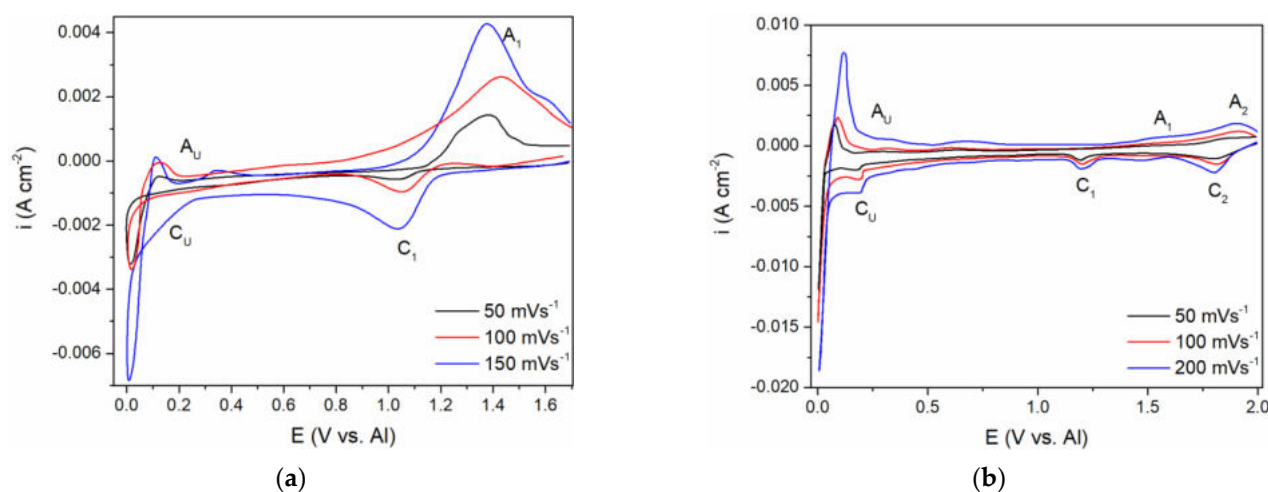 0.004
0.002
0.000
-0.002
-0.004
-0.006
i (A cm⁻²)
A₁
A_U
C_U
C₁
50 mVs⁻¹
100 mVs⁻¹
150 mVs⁻¹
0.0 0.2 0.4 0.6 0.8 1.0 1.2 1.4 1.6
E (V vs. Al)
(a)
0.010
0.005
0.000
-0.005
-0.010
-0.015
-0.020
i (A cm⁻²)
A_U
A₁
A₂
C_U
C₁
C₂
50 mVs⁻¹
100 mVs⁻¹
200 mVs⁻¹
0.0 0.5 1.0 1.5 2.0
E (V vs. Al)
(b)